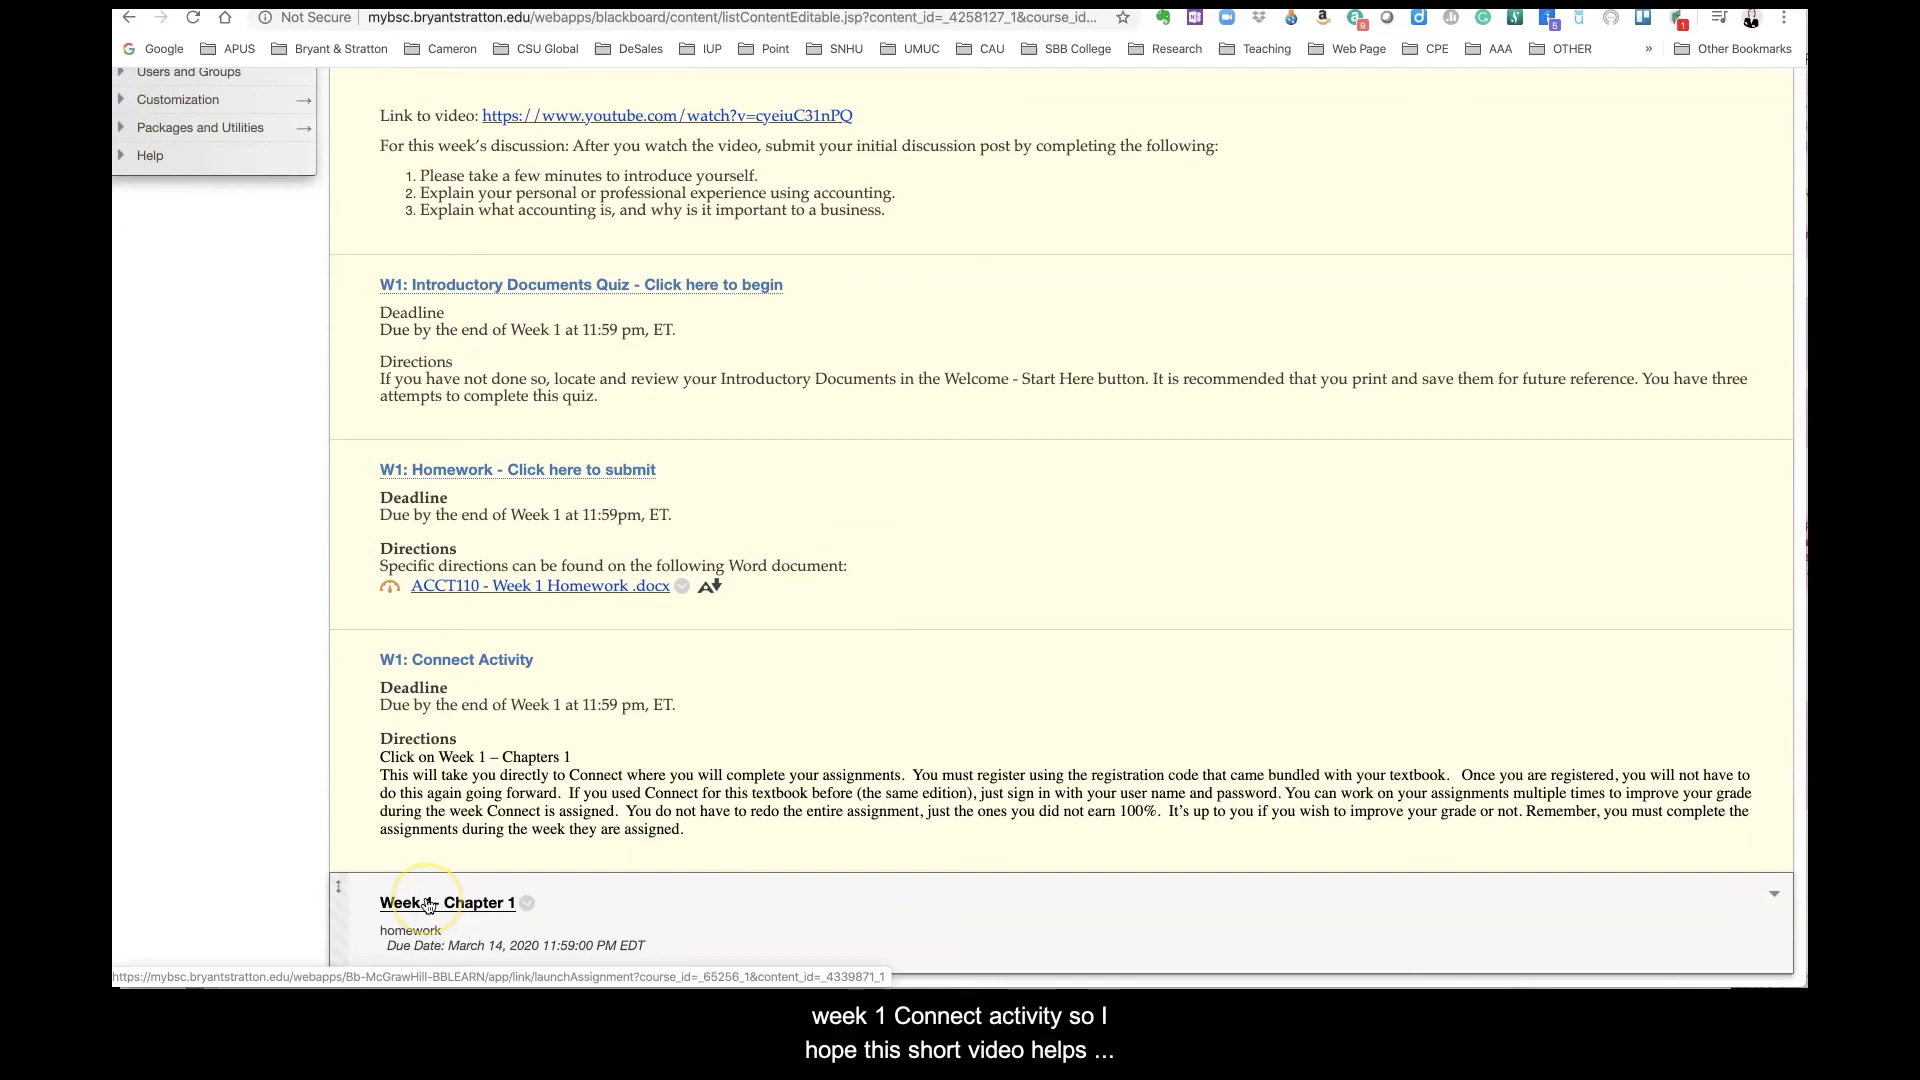 Not Secure mybsc.bryantstratton.edu/webapps/blackboard/content/listContentEditable.jsp?content_id=_4258127_1&course_id...
Google APUS Bryant & Stratton Cameron CSU Global DeSales IUP Point SNHU UMUC CAU SBB College Research Teaching Web Page CPE AAA OTHER » Other Bookmarks
Users and Groups
Customization
Packages and Utilities
Help
Link to video: https://www.youtube.com/watch?v=cyeiuC31nPQ
For this week's discussion: After you watch the video, submit your initial discussion post by completing the following:
1. Please take a few minutes to introduce yourself.
2. Explain your personal or professional experience using accounting.
3. Explain what accounting is, and why is it important to a business.
W1: Introductory Documents Quiz - Click here to begin
Deadline
Due by the end of Week 1 at 11:59 pm, ET.
Directions
If you have not done so, locate and review your Introductory Documents in the Welcome - Start Here button. It is recommended that you print and save them for future reference. You have three
attempts to complete this quiz.
W1: Homework - Click here to submit
Deadline
Due by the end of Week 1 at 11:59pm, ET.
Directions
Specific directions can be found on the following Word document:
ACCT110 - Week 1 Homework .docx
W1: Connect Activity
Deadline
Due by the end of Week 1 at 11:59 pm, ET.
Directions
Click on Week 1 – Chapters 1
This will take you directly to Connect where you will complete your assignments. You must register using the registration code that came bundled with your textbook. Once you are registered, you will not have to
do this again going forward. If you used Connect for this textbook before (the same edition), just sign in with your user name and password. You can work on your assignments multiple times to improve your grade
during the week Connect is assigned. You do not have to redo the entire assignment, just the ones you did not earn 100%. It's up to you if you wish to improve your grade or not. Remember, you must complete the
assignments during the week they are assigned.
Week 1 - Chapter 1
homework
Due Date: March 14, 2020 11:59:00 PM EDT
https://mybsc.bryantstratton.edu/webapps/Bb-McGrawHill-BBLEARN/app/link/launchAssignment?course_id=_65256_1&content_id=_4339871_1
week 1 Connect activity so I
hope this short video helps ...